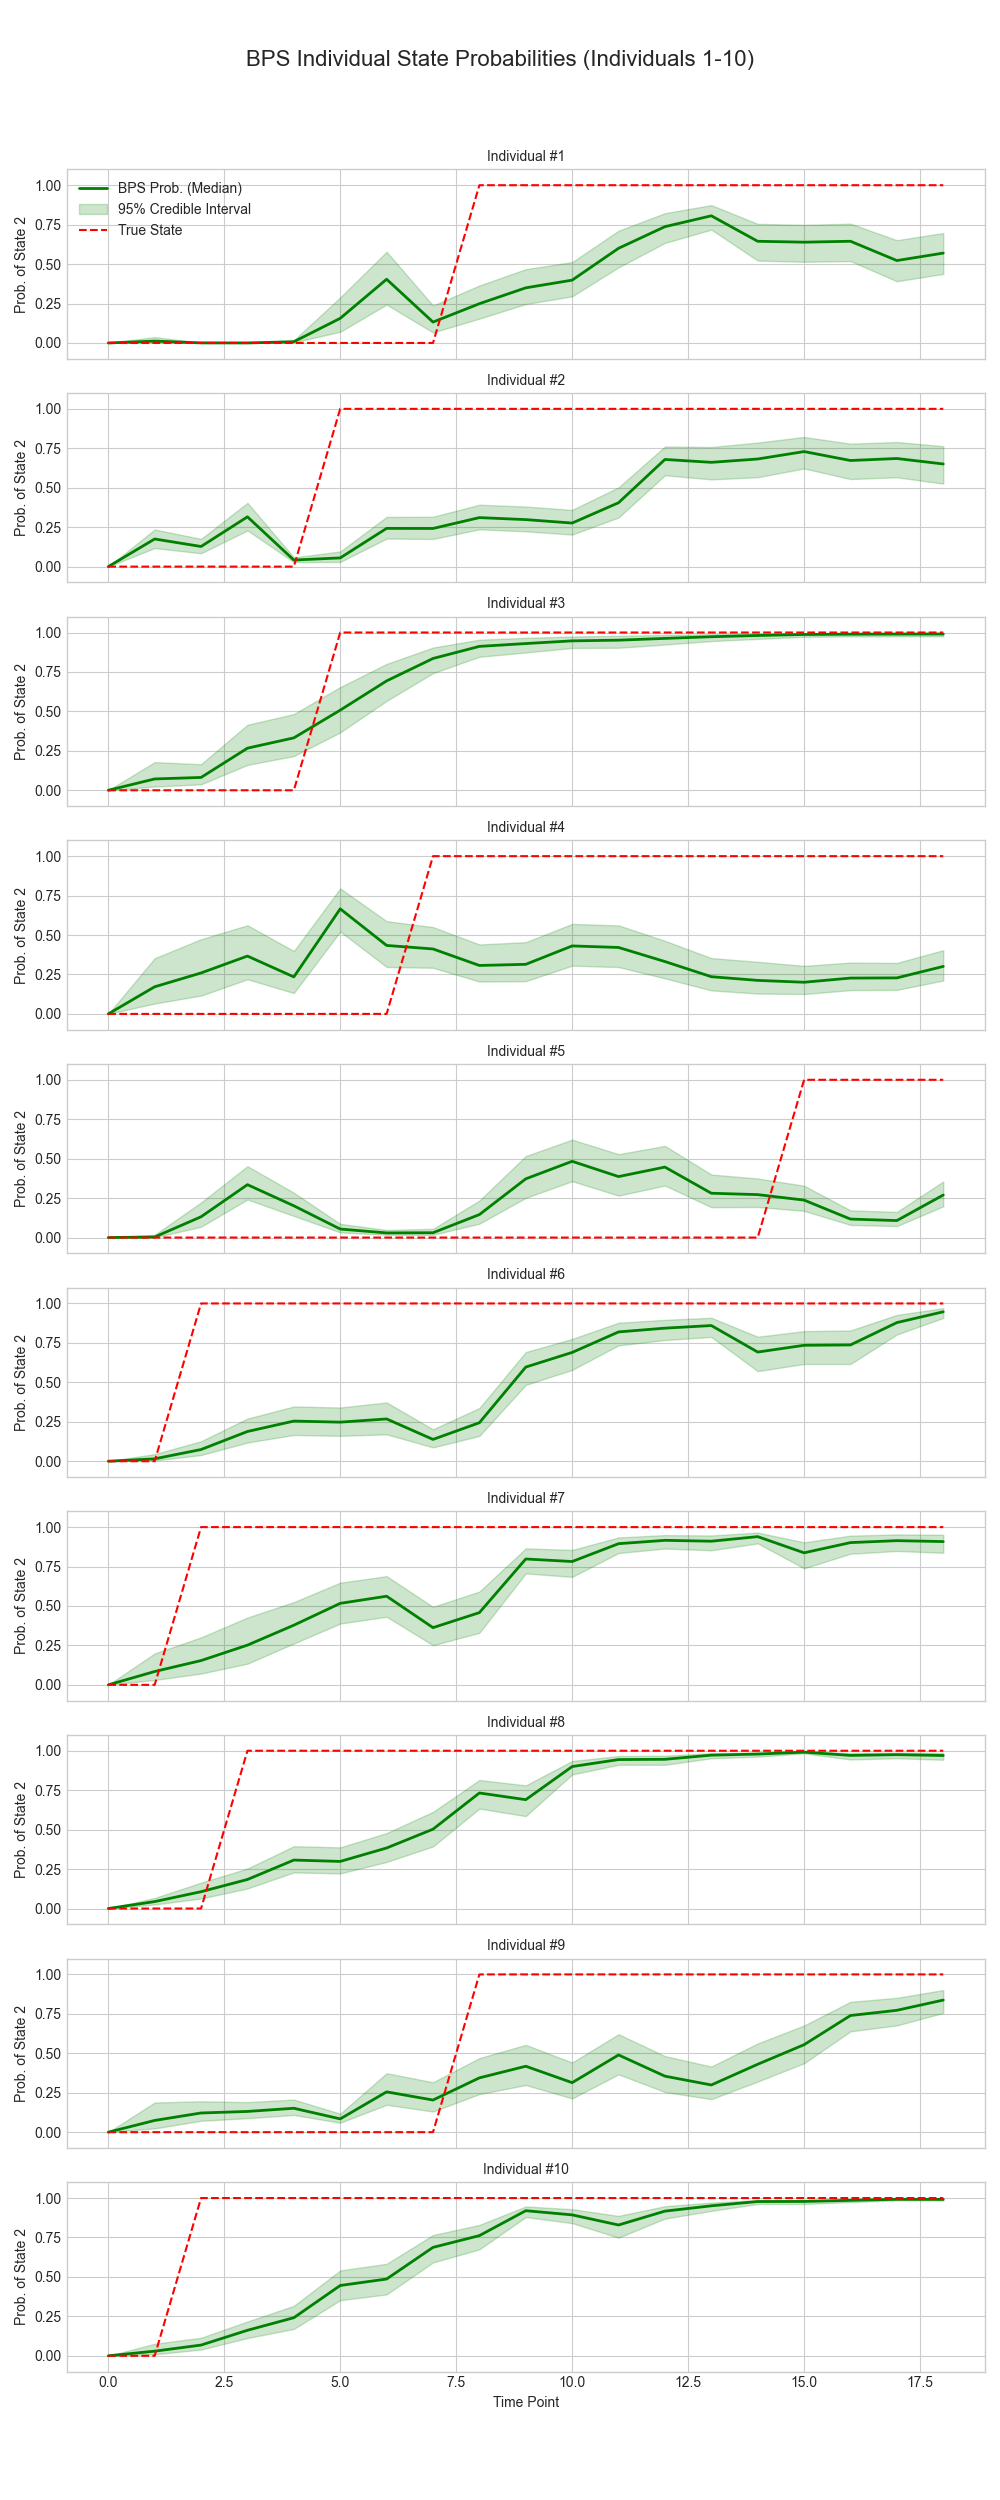 BPS Individual State Probabilities (Individuals 1-10)
Individual #1
BPS Prob. (Median)
95% Credible Interval
True State
Prob. of State 2
1.00
0.75
0.50
0.25
0.00
Individual #2
Prob. of State 2
1.00
0.75
0.50
0.25
0.00
Individual #3
Prob. of State 2
1.00
0.75
0.50
0.25
0.00
Individual #4
Prob. of State 2
1.00
0.75
0.50
0.25
0.00
Individual #5
Prob. of State 2
1.00
0.75
0.50
0.25
0.00
Individual #6
Prob. of State 2
1.00
0.75
0.50
0.25
0.00
Individual #7
Prob. of State 2
1.00
0.75
0.50
0.25
0.00
Individual #8
Prob. of State 2
1.00
0.75
0.50
0.25
0.00
Individual #9
Prob. of State 2
1.00
0.75
0.50
0.25
0.00
Individual #10
Prob. of State 2
1.00
0.75
0.50
0.25
0.00
0.0 2.5 5.0 7.5 10.0 12.5 15.0 17.5
Time Point